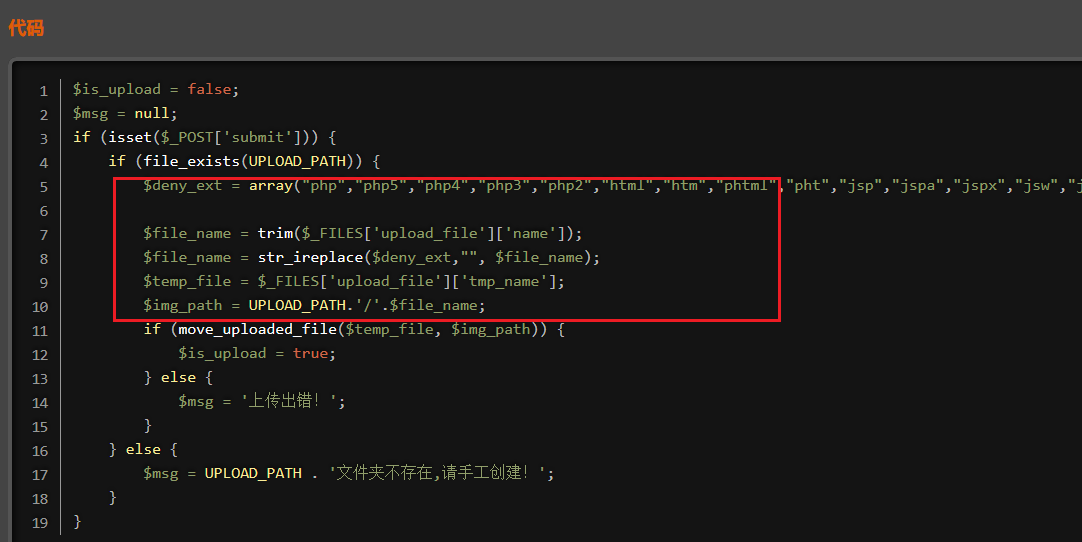 代码
1 $is_upload = false;
2 $msg = null;
3 if (isset($_POST['submit'])) {
4 if (file_exists(UPLOAD_PATH)) {
5 $deny_ext = array("php","php5","php4","php3","php2","html","htm","phtml","pht","jsp","jspa","jspx","jsw","j
6
7 $file_name = trim($_FILES['upload_file']['name']);
8 $file_name = str_ireplace($deny_ext,"", $file_name);
9 $temp_file = $_FILES['upload_file']['tmp_name'];
10 $img_path = UPLOAD_PATH.'/'.$file_name;
11 if (move_uploaded_file($temp_file, $img_path)) {
12 $is_upload = true;
13 } else {
14 $msg = '上传出错！';
15 }
16 } else {
17 $msg = UPLOAD_PATH . '文件夹不存在,请手工创建！';
18 }
19 }